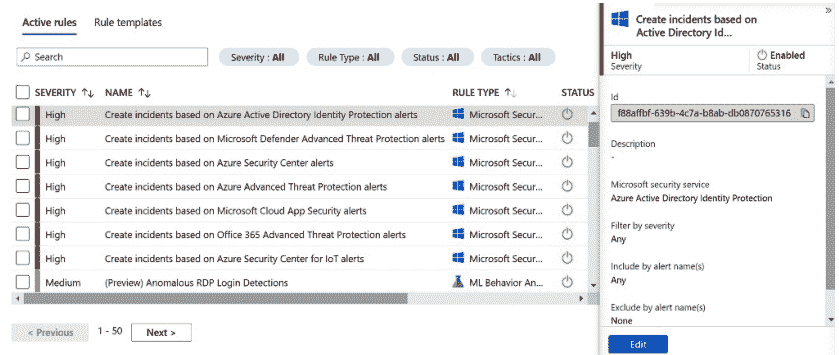 Active rules Rule templates
Search Severity : All Rule Type : All Status : All Tactics : All
SEVERITY NAME RULE TYPE STATUS
High Create incidents based on Azure Active Directory Identity Protection alerts Microsoft Secur...
High Create incidents based on Microsoft Defender Advanced Threat Protection alerts Microsoft Secur...
High Create incidents based on Azure Security Center alerts Microsoft Secur...
High Create incidents based on Azure Advanced Threat Protection alerts Microsoft Secur...
High Create incidents based on Microsoft Cloud App Security alerts Microsoft Secur...
High Create incidents based on Office 365 Advanced Threat Protection alerts Microsoft Secur...
High Create incidents based on Azure Security Center for IoT alerts Microsoft Secur...
Medium (Preview) Anomalous RDP Login Detections ML Behavior An...
< Previous 1 - 50 Next >
»
Create incidents based on
Active Directory Id...
High Enabled
Severity Status
Id
f88affbf-639b-4c7a-b8ab-db0870765316
Description
-
Microsoft security service
Azure Active Directory Identity Protection
Filter by severity
Any
Include by alert name(s)
Any
Exclude by alert name(s)
None
Edit